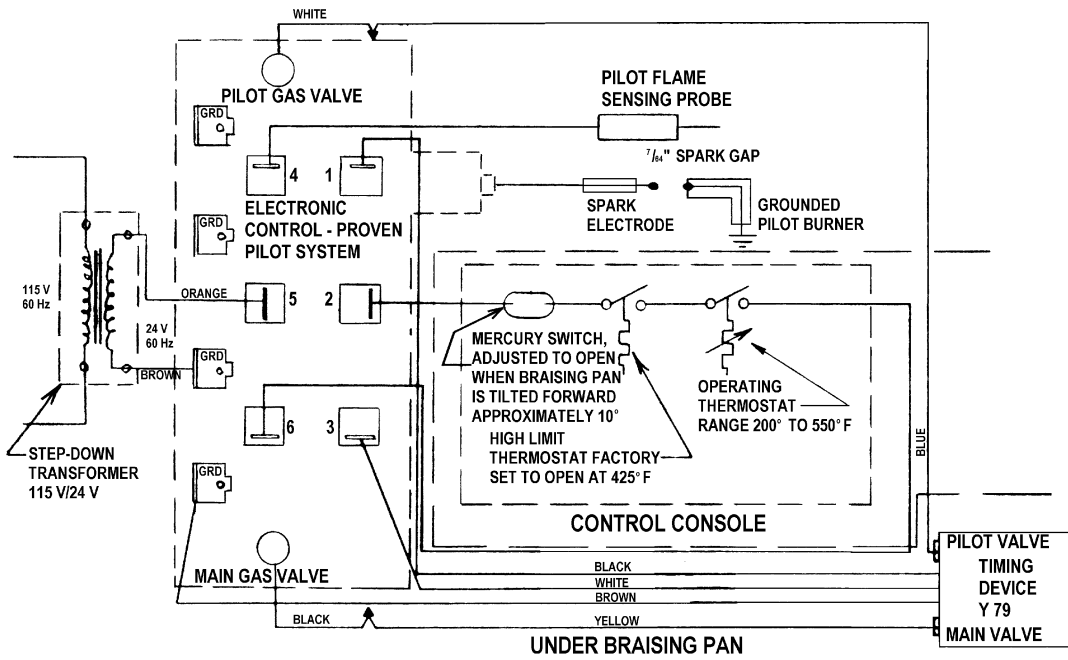 WHITE
PILOT GAS VALVE
GRD
4
1
PILOT FLAME
SENSING PROBE
7/64" SPARK GAP
SPARK
ELECTRODE
GROUNDED
PILOT BURNER
ELECTRONIC
CONTROL - PROVEN
PILOT SYSTEM
GRD
115 V
60 Hz
24 V
60 Hz
ORANGE
5
2
BROWN
GRD
MERCURY SWITCH,
ADJUSTED TO OPEN
WHEN BRAISING PAN
IS TILTED FORWARD
APPROXIMATELY 10°
HIGH LIMIT
THERMOSTAT FACTORY
SET TO OPEN AT 425°F
OPERATING
THERMOSTAT
RANGE 200° TO 550°F
BLUE
6
3
STEP-DOWN
TRANSFORMER
115 V/24 V
GRD
CONTROL CONSOLE
MAIN GAS VALVE
BLACK
WHITE
BROWN
BLACK
YELLOW
PILOT VALVE
TIMING
DEVICE
Y 79
MAIN VALVE
UNDER BRAISING PAN